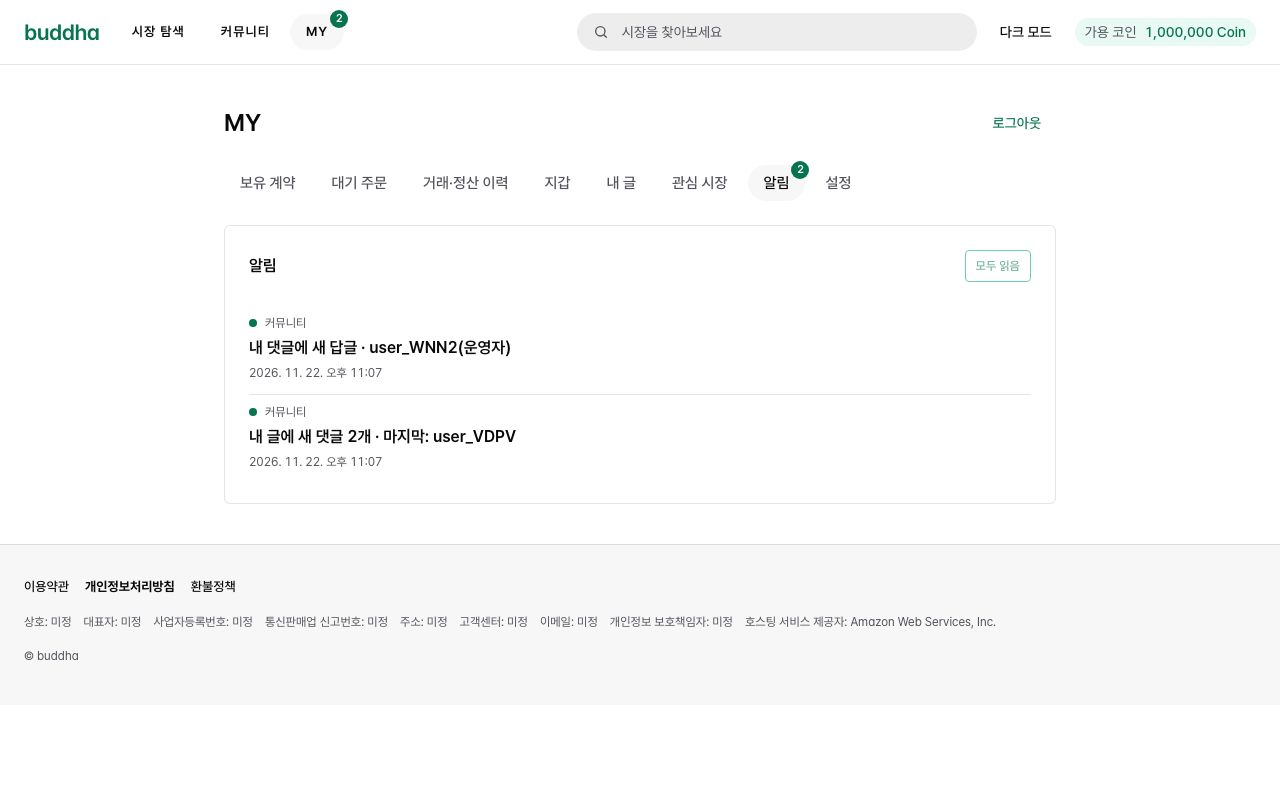 buddha 시장 탐색 커뮤니티 MY 2 시장을 찾아보세요 다크 모드 가용 코인 1,000,000 Coin
MY 로그아웃
보유 계약 대기 주문 거래·정산 이력 지갑 내 글 관심 시장 알림 2 설정
알림 모두 읽음
커뮤니티
내 댓글에 새 답글 · user_WNN2(운영자)
2026. 11. 22. 오후 11:07
커뮤니티
내 글에 새 댓글 2개 · 마지막: user_VDPV
2026. 11. 22. 오후 11:07
이용약관 개인정보처리방침 환불정책
상호: 미정 대표자: 미정 사업자등록번호: 미정 통신판매업 신고번호: 미정 주소: 미정 고객센터: 미정 이메일: 미정 개인정보 보호책임자: 미정 호스팅 서비스 제공자: Amazon Web Services, Inc.
© buddha